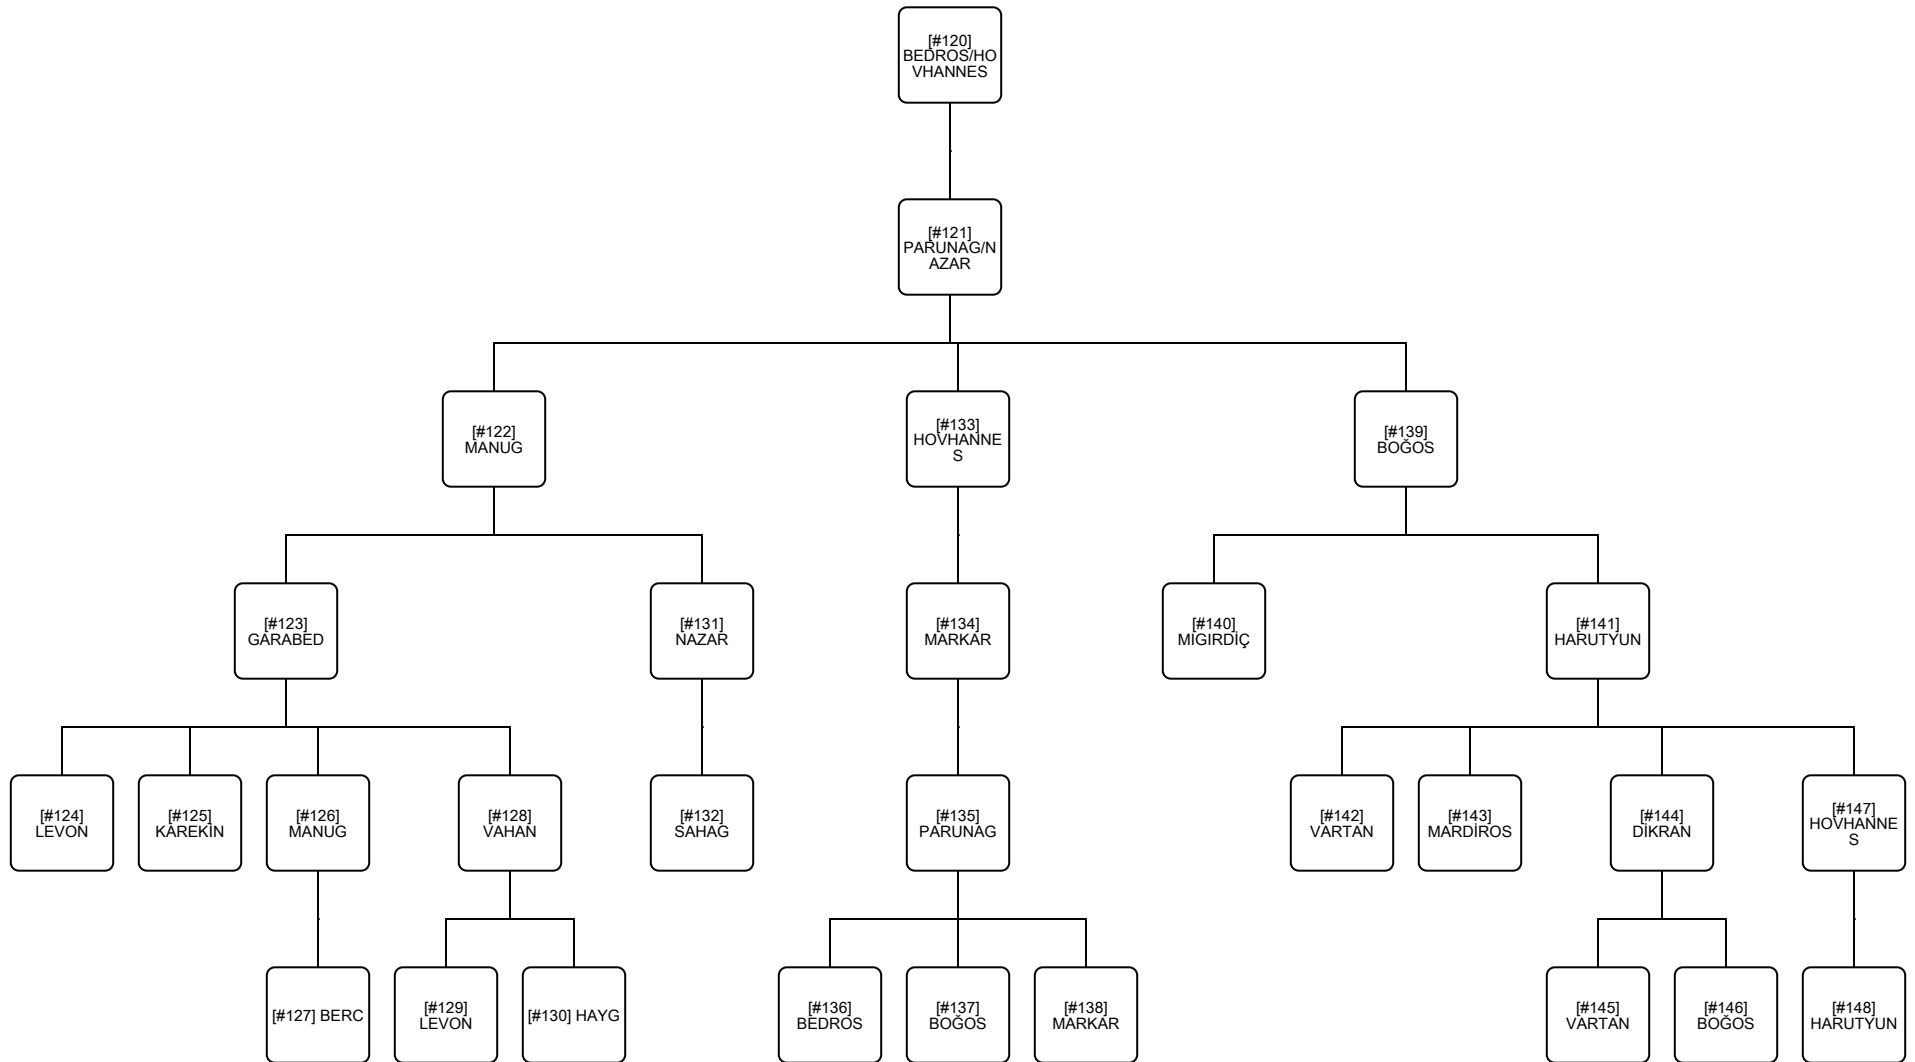 [#120]
BEDROS/HO
VHANNES
[#121]
PARUNAG/N
AZAR
[#122]
MANUG
[#133]
HOVHANNE
S
[#139]
BOĞOS
[#123]
GARABED
[#131]
NAZAR
[#134]
MARKAR
[#140]
MIGIRDİÇ
[#141]
HARUTYUN
[#124]
LEVON
[#125]
KAREKİN
[#126]
MANUG
[#128]
VAHAN
[#132]
SAHAG
[#135]
PARUNAG
[#142]
VARTAN
[#143]
MARDİROS
[#144]
DİKRAN
[#147]
HOVHANNE
S
[#127] BERC
[#129]
LEVON
[#130] HAYG
[#136]
BEDROS
[#137]
BOĞOS
[#138]
MARKAR
[#145]
VARTAN
[#146]
BOĞOS
[#148]
HARUTYUN